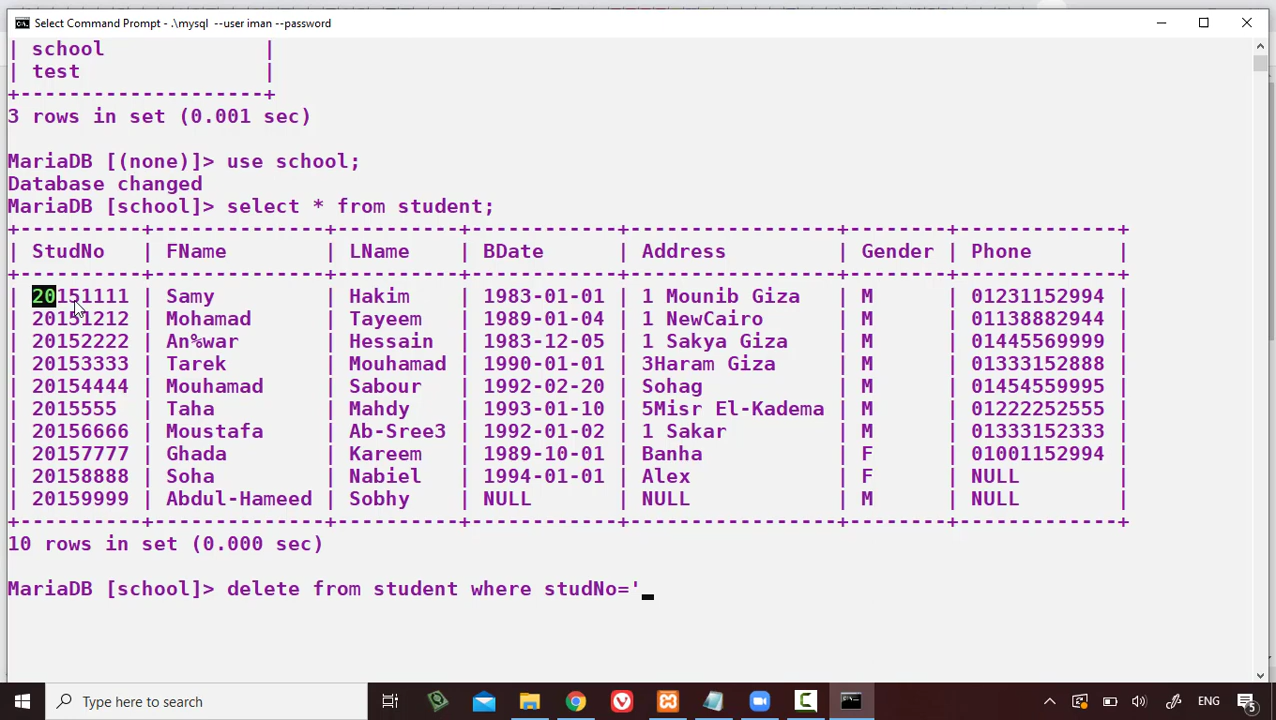 Select Command Prompt - .\mysql --user iman --password
| school             |
| test               |
+--------------------+
3 rows in set (0.001 sec)
MariaDB [(none)]> use school;
Database changed
MariaDB [school]> select * from student;
+----------+--------------+----------+------------+-----------------+--------+-------------+
| StudNo   | FName        | LName    | BDate      | Address         | Gender | Phone       |
+----------+--------------+----------+------------+-----------------+--------+-------------+
| 20151111 | Samy         | Hakim    | 1983-01-01 | 1 Mounib Giza   | M      | 01231152994 |
| 20151212 | Mohamad      | Tayeem   | 1989-01-04 | 1 NewCairo      | M      | 01138882944 |
| 20152222 | An%war       | Hessain  | 1983-12-05 | 1 Sakya Giza    | M      | 01445569999 |
| 20153333 | Tarek        | Mouhamad | 1990-01-01 | 3Haram Giza     | M      | 01333152888 |
| 20154444 | Mouhamad     | Sabour   | 1992-02-20 | Sohag           | M      | 01454559995 |
| 2015555  | Taha         | Mahdy    | 1993-01-10 | 5Misr El-Kadema | M      | 01222252555 |
| 20156666 | Moustafa     | Ab-Sree3 | 1992-01-02 | 1 Sakar         | M      | 01333152333 |
| 20157777 | Ghada        | Kareem   | 1989-10-01 | Banha           | F      | 01001152994 |
| 20158888 | Soha         | Nabiel   | 1994-01-01 | Alex            | F      | NULL        |
| 20159999 | Abdul-Hameed | Sobhy    | NULL       | NULL            | M      | NULL        |
+----------+--------------+----------+------------+-----------------+--------+-------------+
10 rows in set (0.000 sec)
MariaDB [school]> delete from student where studNo='
Type here to search
ENG
5